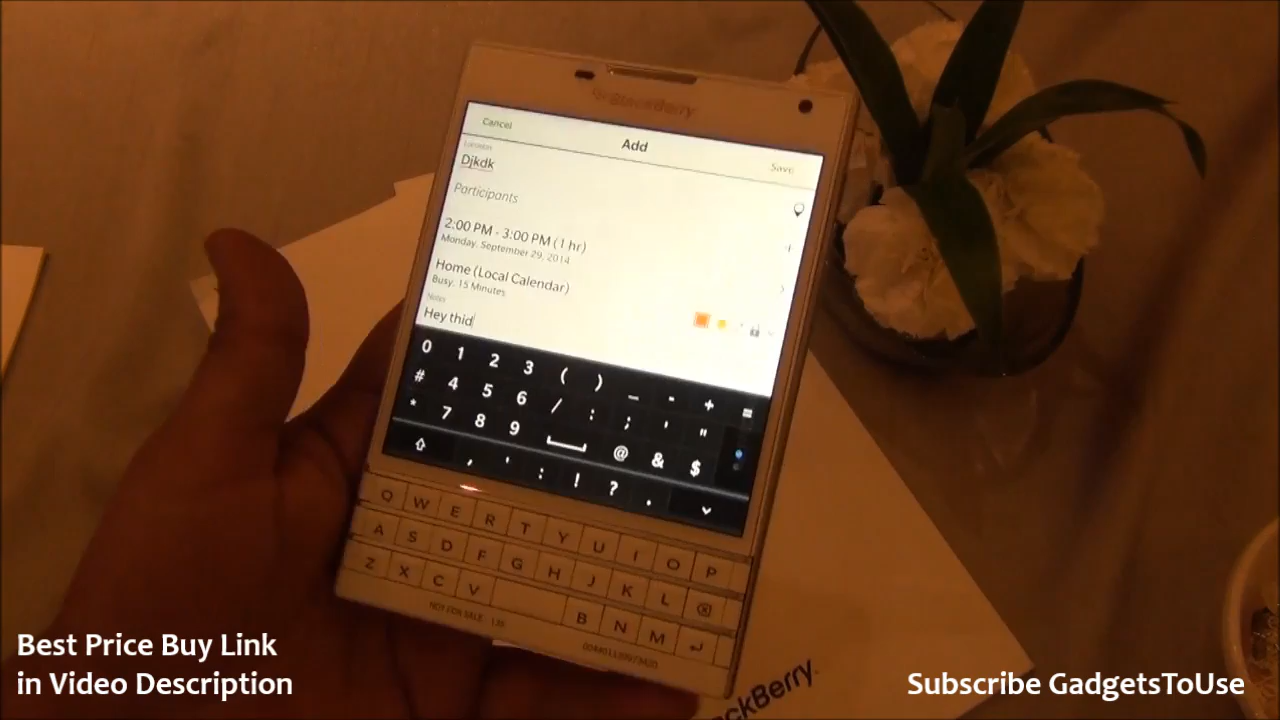 BlackBerry
Cancel
Add
Save
Location
Djkdk
Participants
2:00 PM - 3:00 PM (1 hr)
Monday, September 29, 2014
Home (Local Calendar)
Busy, 15 Minutes
Notes
Hey thid
0 1 2 3 ( ) _ - + =
# 4 5 6 / : ; ' "
* 7 8 9 @ & $
, ' : ! ? .
Q W E R T Y U I O P
A S D F G H J K L
Z X C V B N M
NOT FOR SALE
BlackBerry
Best Price Buy Link
in Video Description
Subscribe GadgetsToUse